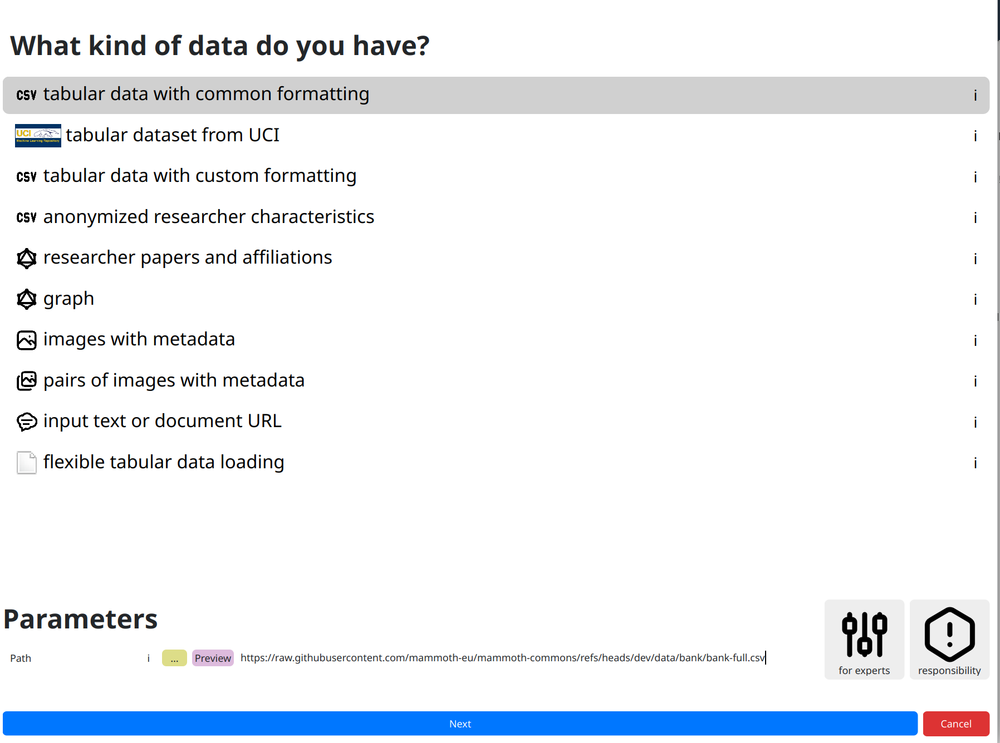 What kind of data do you have?
CSV tabular data with common formatting i
UCI Machine Learning Repository tabular dataset from UCI i
CSV tabular data with custom formatting i
CSV anonymized researcher characteristics i
researcher papers and affiliations i
graph i
images with metadata i
pairs of images with metadata i
input text or document URL i
flexible tabular data loading i
Parameters
Path i ... Preview https://raw.githubusercontent.com/mammoth-eu/mammoth-commons/refs/heads/dev/data/bank/bank-full.csv
for experts responsibility
Next Cancel